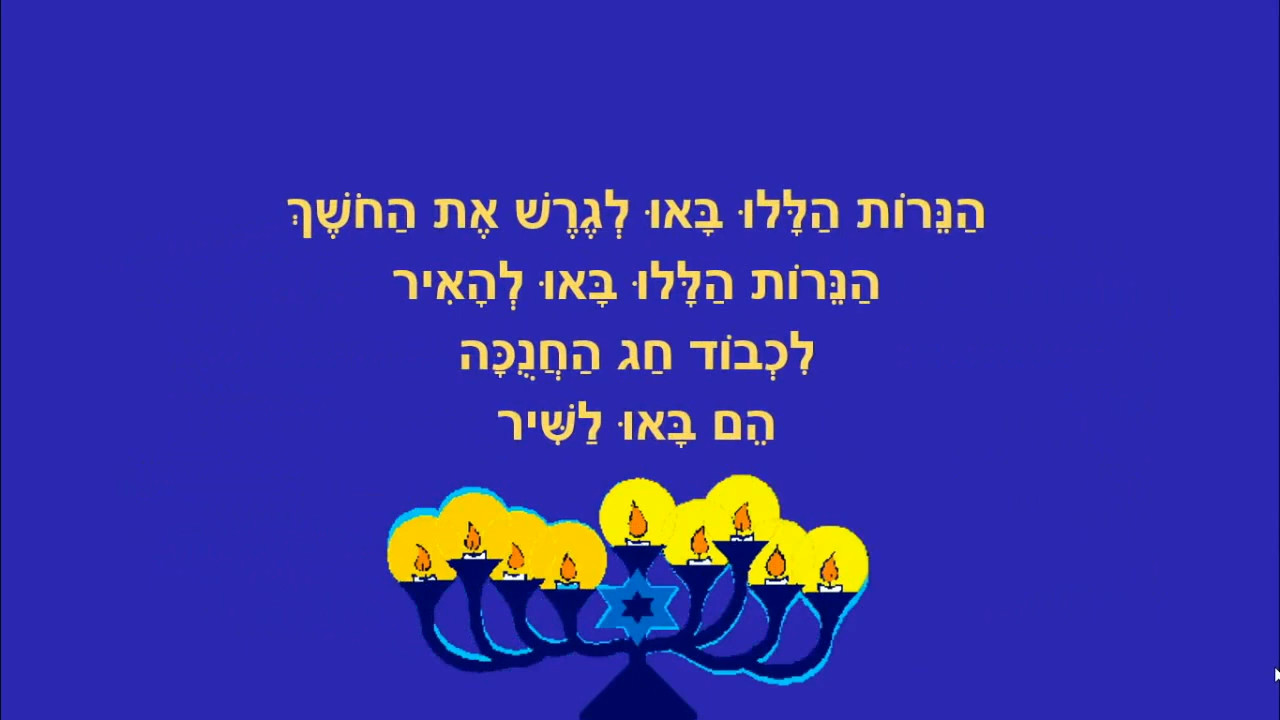 הַנֵּרוֹת הַלָּלוּ בָּאוּ לְגֶרֶשׁ אֶת הַחֹשֶׁךְ
הַנֵּרוֹת הַלָּלוּ בָּאוּ לְהָאִיר
לִכְבוֹד חַג הַחֲנֻכָּה
הֵם בָּאוּ לַשִּׁיר